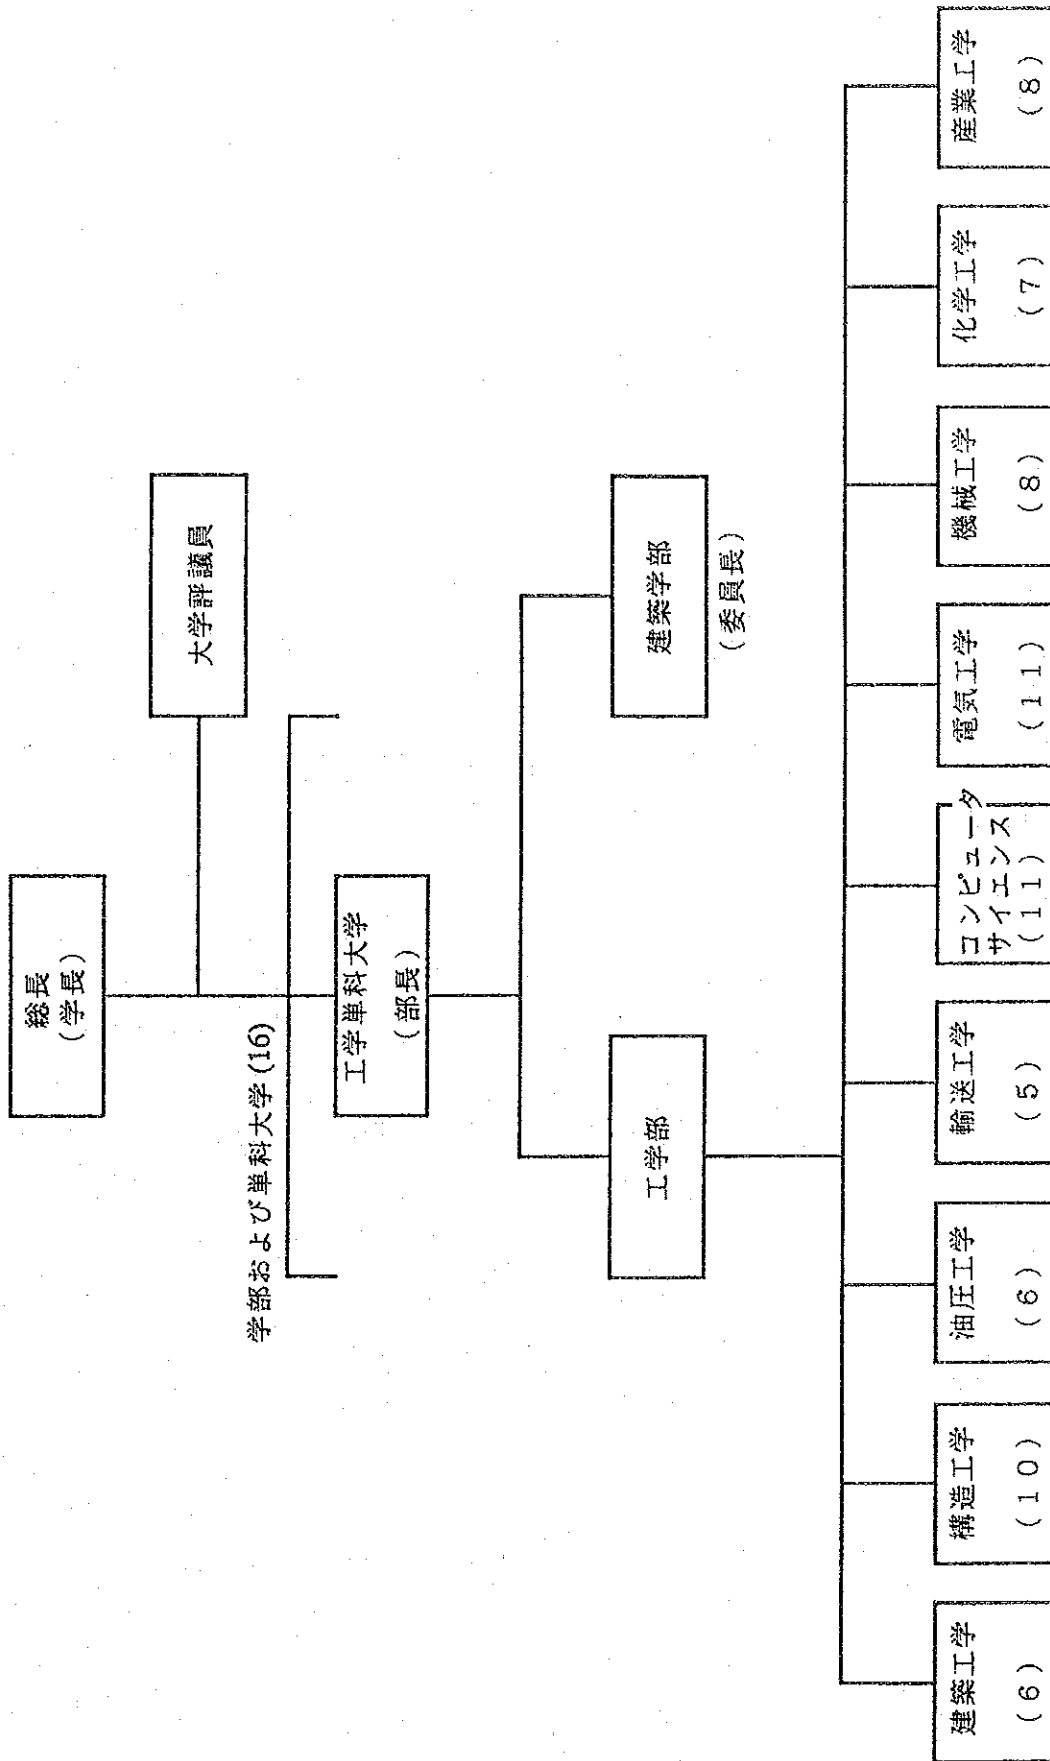 総長
(学長)
大学評議員
学部および単科大学(16)
工学単科大学
(部長)
工学部
建築学部
(委員長)
建築工学
(6)
構造工学
(10)
油圧工学
(6)
輸送工学
(5)
コンピュータ
サイエンス
(11)
電気工学
(11)
機械工学
(8)
化学工学
(7)
産業工学
(8)